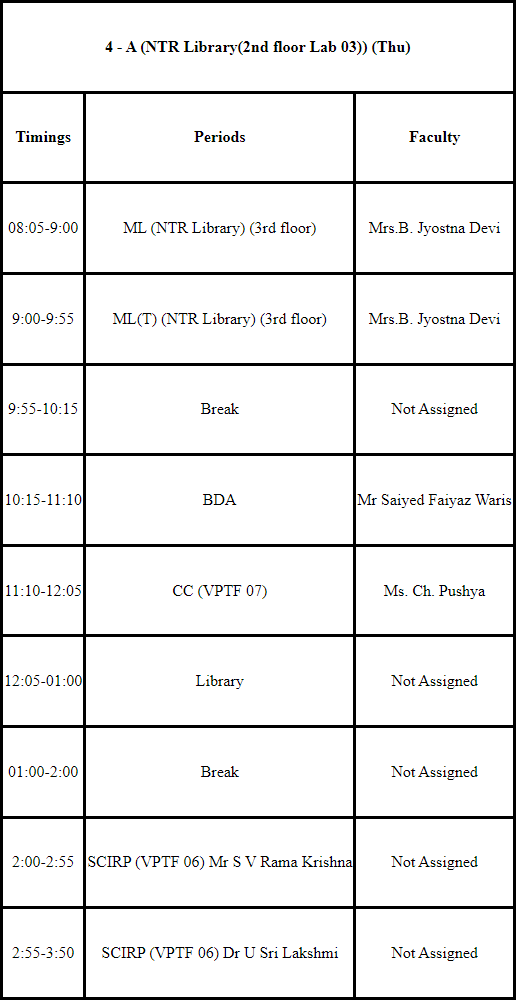 4 - A (NTR Library(2nd floor Lab 03)) (Thu)
Timings Periods Faculty
08:05-9:00 ML (NTR Library) (3rd floor) Mrs.B. Jyostna Devi
9:00-9:55 ML(T) (NTR Library) (3rd floor) Mrs.B. Jyostna Devi
9:55-10:15 Break Not Assigned
10:15-11:10 BDA Mr Saiyed Faiyaz Waris
11:10-12:05 CC (VPTF 07) Ms. Ch. Pushya
12:05-01:00 Library Not Assigned
01:00-2:00 Break Not Assigned
2:00-2:55 SCIRP (VPTF 06) Mr S V Rama Krishna Not Assigned
2:55-3:50 SCIRP (VPTF 06) Dr U Sri Lakshmi Not Assigned